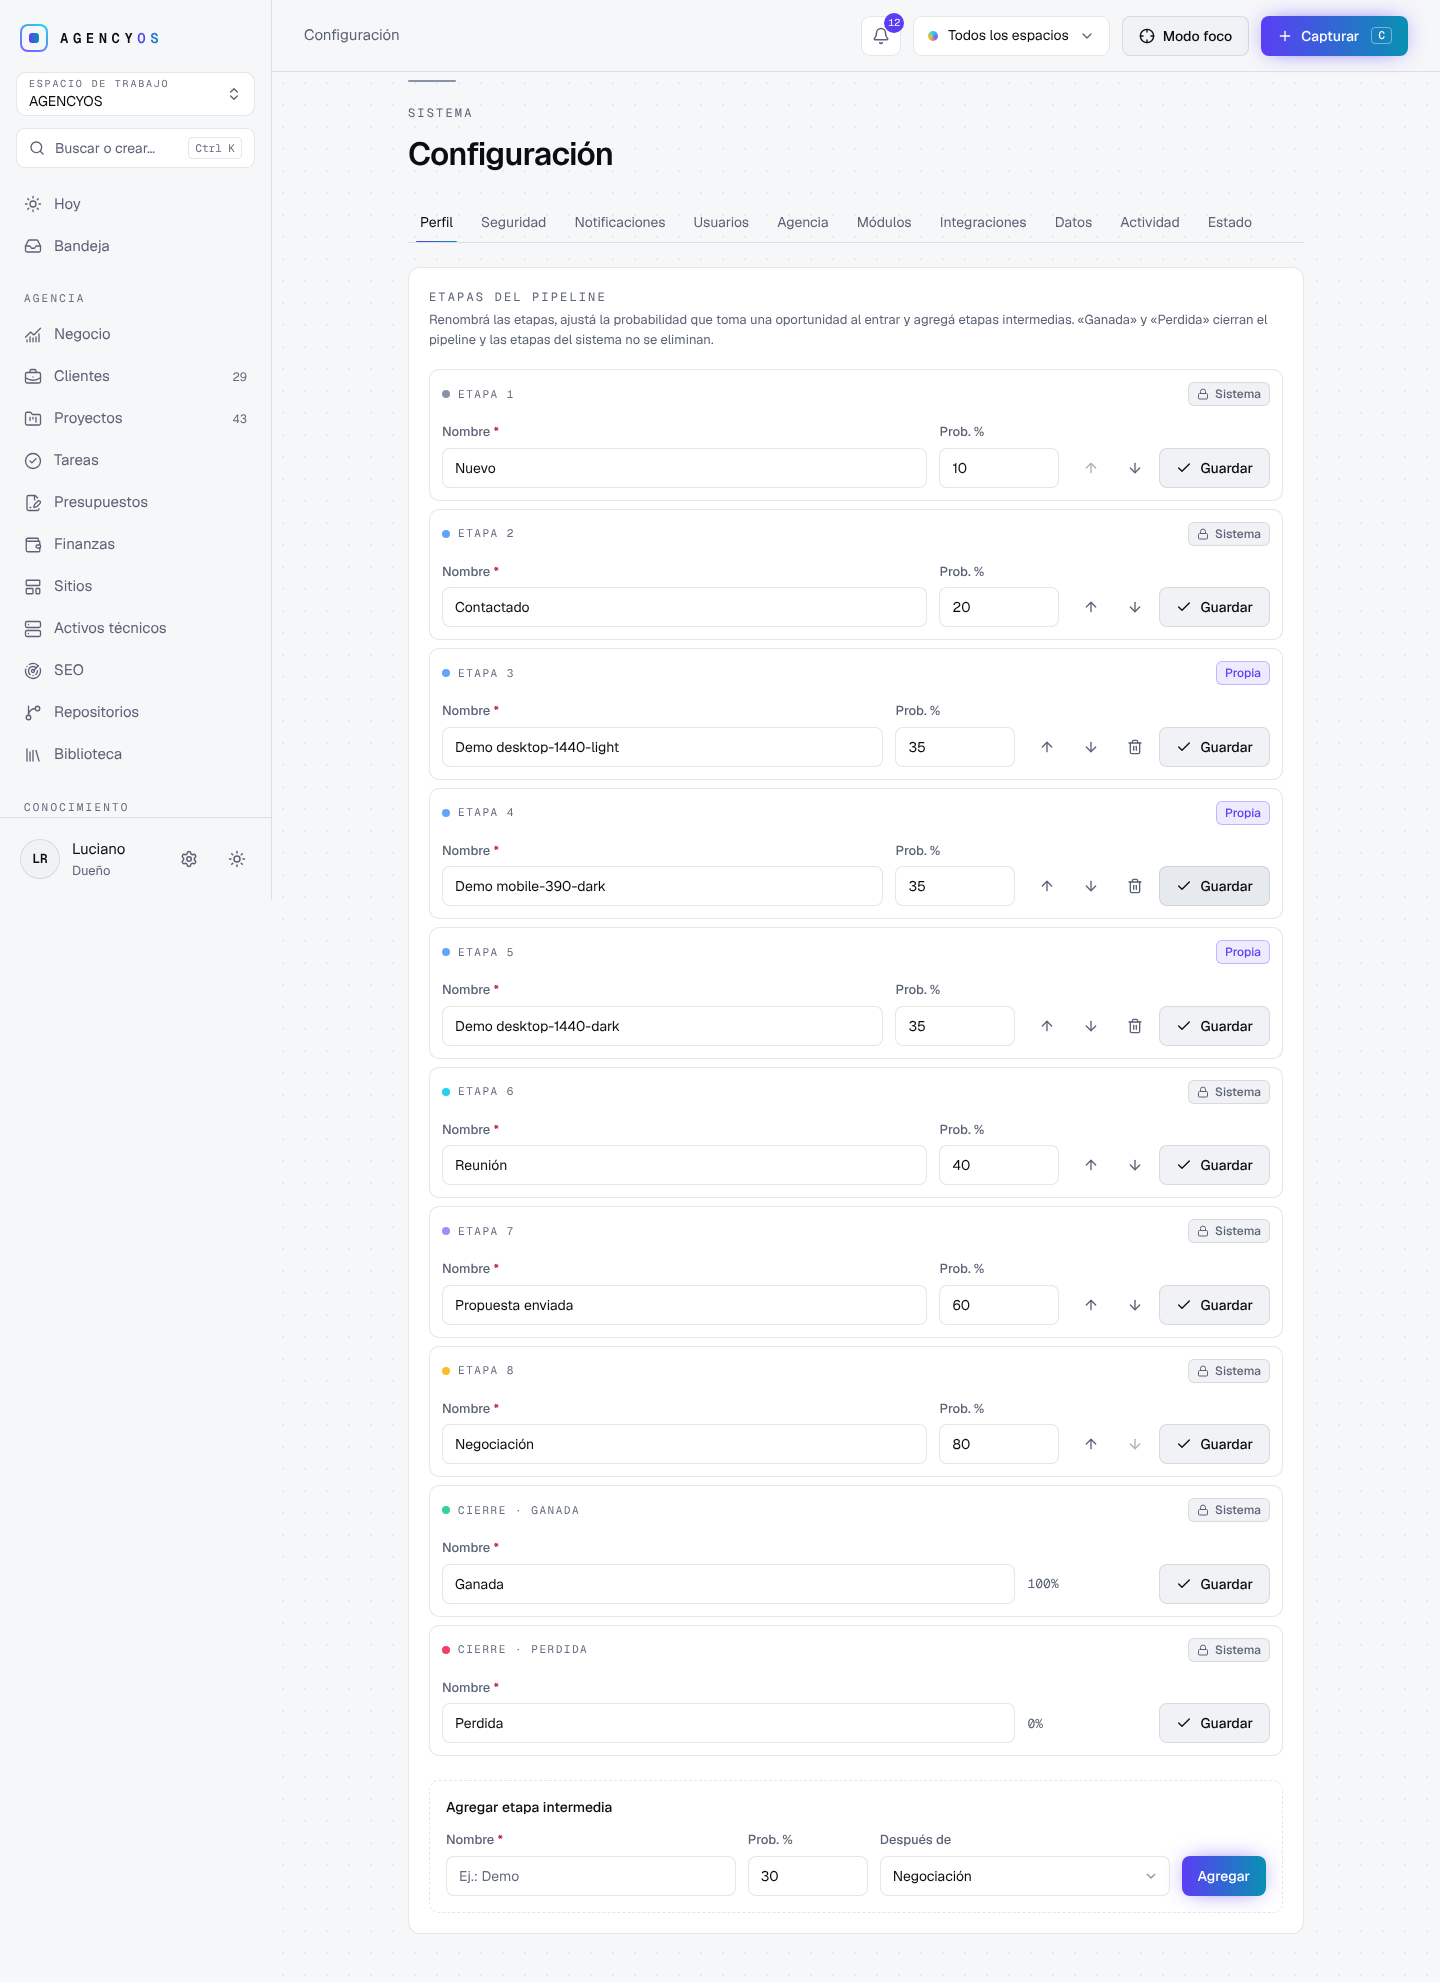 AGENCYOS
ESPACIO DE TRABAJO
AGENCYOS
Buscar o crear...
Ctrl K
Hoy
Bandeja
AGENCIA
Negocio
Clientes 29
Proyectos 43
Tareas
Presupuestos
Finanzas
Sitios
Activos técnicos
SEO
Repositorios
Biblioteca
CONOCIMIENTO
LR
Luciano
Dueño
Configuración
12
Todos los espacios
Modo foco
Capturar C
SISTEMA
Configuración
Perfil Seguridad Notificaciones Usuarios Agencia Módulos Integraciones Datos Actividad Estado
ETAPAS DEL PIPELINE
Renombrá las etapas, ajustá la probabilidad que toma una oportunidad al entrar y agregá etapas intermedias. «Ganada» y «Perdida» cierran el
pipeline y las etapas del sistema no se eliminan.
ETAPA 1 Sistema
Nombre * Prob. %
Nuevo 10 Guardar
ETAPA 2 Sistema
Nombre * Prob. %
Contactado 20 Guardar
ETAPA 3 Propia
Nombre * Prob. %
Demo desktop-1440-light 35 Guardar
ETAPA 4 Propia
Nombre * Prob. %
Demo mobile-390-dark 35 Guardar
ETAPA 5 Propia
Nombre * Prob. %
Demo desktop-1440-dark 35 Guardar
ETAPA 6 Sistema
Nombre * Prob. %
Reunión 40 Guardar
ETAPA 7 Sistema
Nombre * Prob. %
Propuesta enviada 60 Guardar
ETAPA 8 Sistema
Nombre * Prob. %
Negociación 80 Guardar
CIERRE · GANADA Sistema
Nombre *
Ganada 100% Guardar
CIERRE · PERDIDA Sistema
Nombre *
Perdida 0% Guardar
Agregar etapa intermedia
Nombre * Prob. % Después de
Ej.: Demo 30 Negociación Agregar